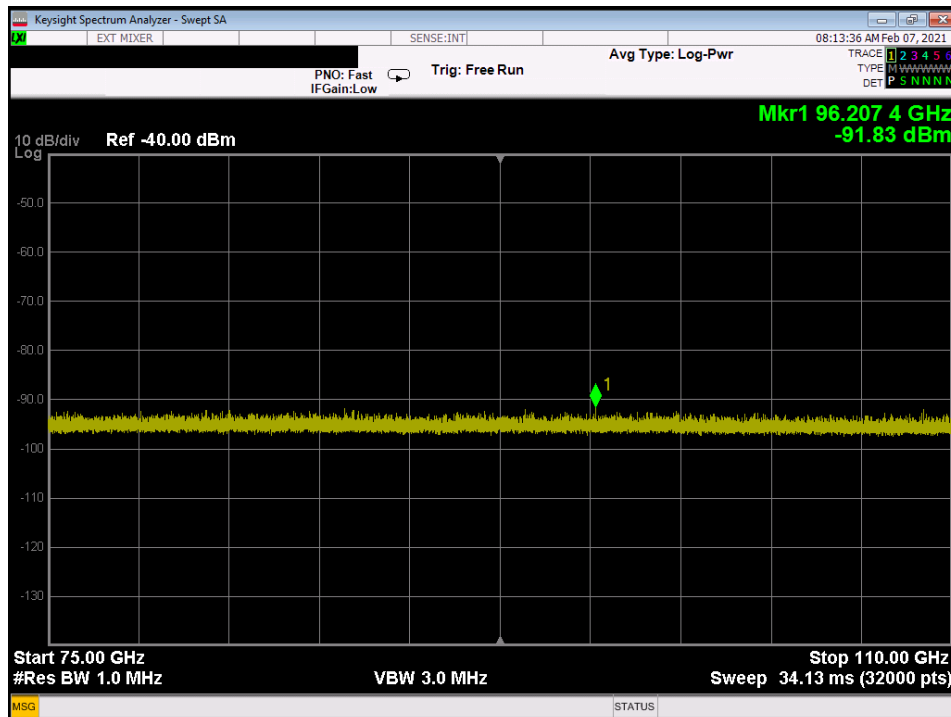 Keysight Spectrum Analyzer - Swept SA
LXI EXT MIXER SENSE:INT 08:13:36 AM Feb 07, 2021
PNO: Fast
IFGain:Low
Trig: Free Run
Avg Type: Log-Pwr
TRACE 1 2 3 4 5 6
TYPE M W W W W W
DET P S N N N N
Mkr1 96.207 4 GHz
-91.83 dBm
10 dB/div Ref -40.00 dBm
Log
-50.0
-60.0
-70.0
-80.0
1
-90.0
-100
-110
-120
-130
Start 75.00 GHz Stop 110.00 GHz
#Res BW 1.0 MHz VBW 3.0 MHz Sweep 34.13 ms (32000 pts)
MSG STATUS